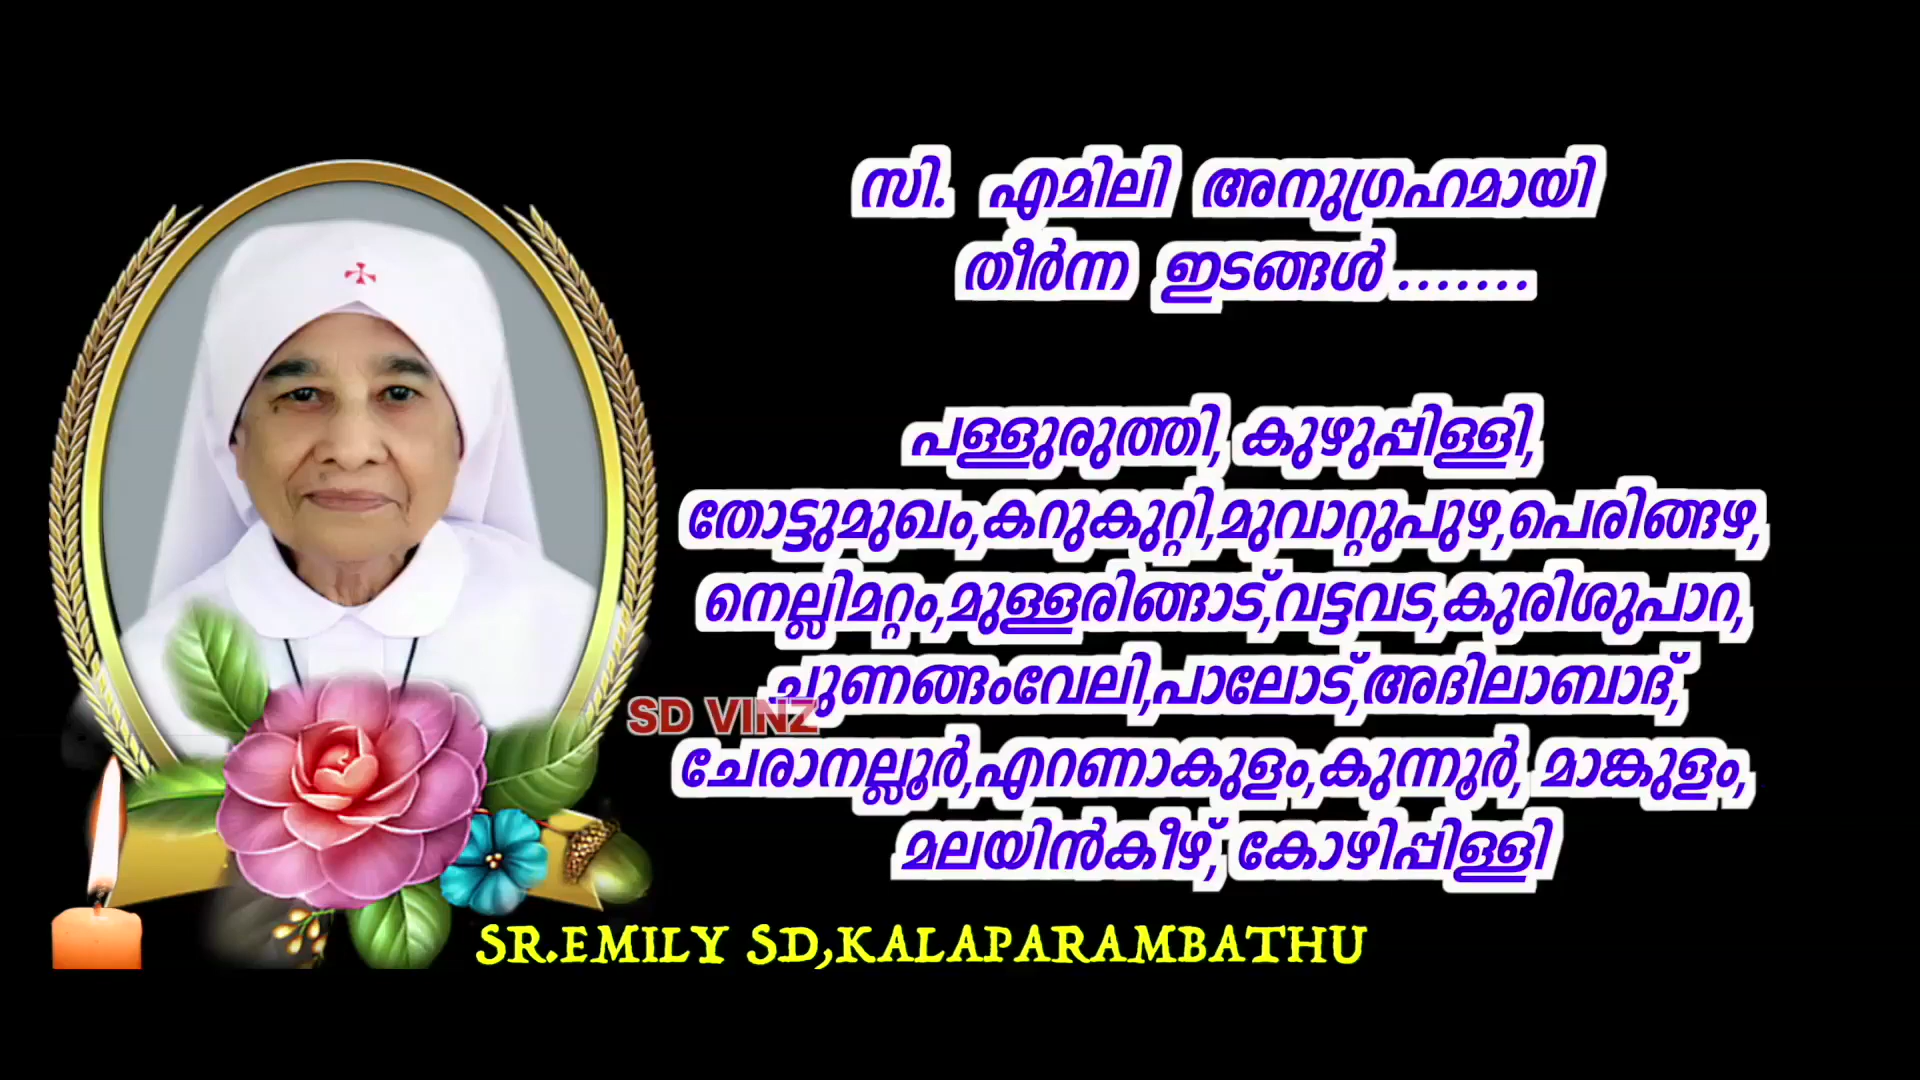 സി. എമിലി അനുഗ്രഹമായി
തീർന്ന ഇടങ്ങൾ .......
പള്ളുരുത്തി, കുഴുപ്പിള്ളി,
തോട്ടുമുഖം,കറുകുറ്റി,മുവാറ്റുപുഴ,പെരിങ്ങഴ,
നെല്ലിമറ്റം,മുള്ളരിങ്ങാട്,വട്ടവട,കുരിശുപാറ,
ചുണങ്ങംവേലി,പാലോട്,അദിലാബാദ്,
SD VINZ
ചേരാനല്ലൂർ,എറണാകുളം,കുന്നൂർ, മാങ്കുളം,
മലയിൻകീഴ്, കോഴിപ്പിള്ളി
SR.EMILY SD,KALAPARAMBATHU